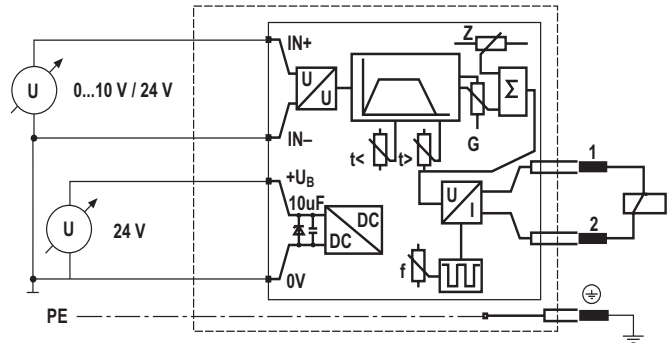 Z
IN+
U
U
Σ
U
0...10 V / 24 V
IN–
t<
t>
G
1
+UB
10uF
U
24 V
DC
DC
U
I
2
f
0V
PE